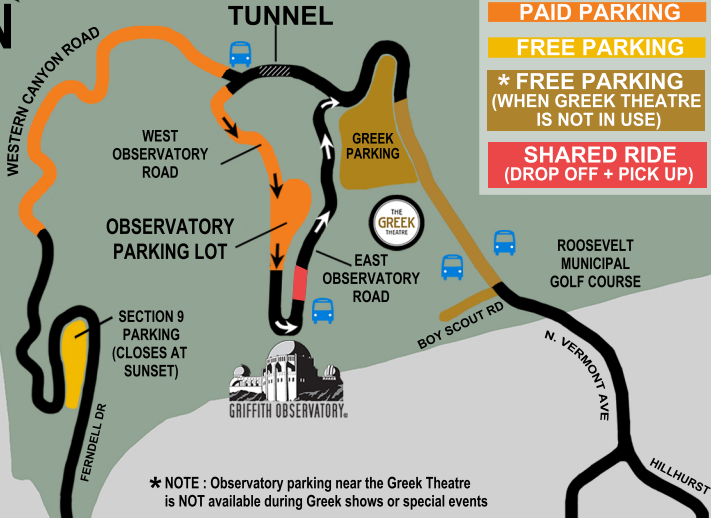 N
TUNNEL
PAID PARKING
FREE PARKING
* FREE PARKING
(WHEN GREEK THEATRE
IS NOT IN USE)
SHARED RIDE
(DROP OFF + PICK UP)
WESTERN CANYON ROAD
WEST
OBSERVATORY
ROAD
GREEK
PARKING
OBSERVATORY
PARKING LOT
THE
GREEK
THEATRE
EAST
OBSERVATORY
ROAD
ROOSEVELT
MUNICIPAL
GOLF COURSE
SECTION 9
PARKING
(CLOSES AT
SUNSET)
BOY SCOUT RD
N. VERMONT AVE
GRIFFITH OBSERVATORY
FERNDELL DR
HILLHURST
* NOTE : Observatory parking near the Greek Theatre
is NOT available during Greek shows or special events